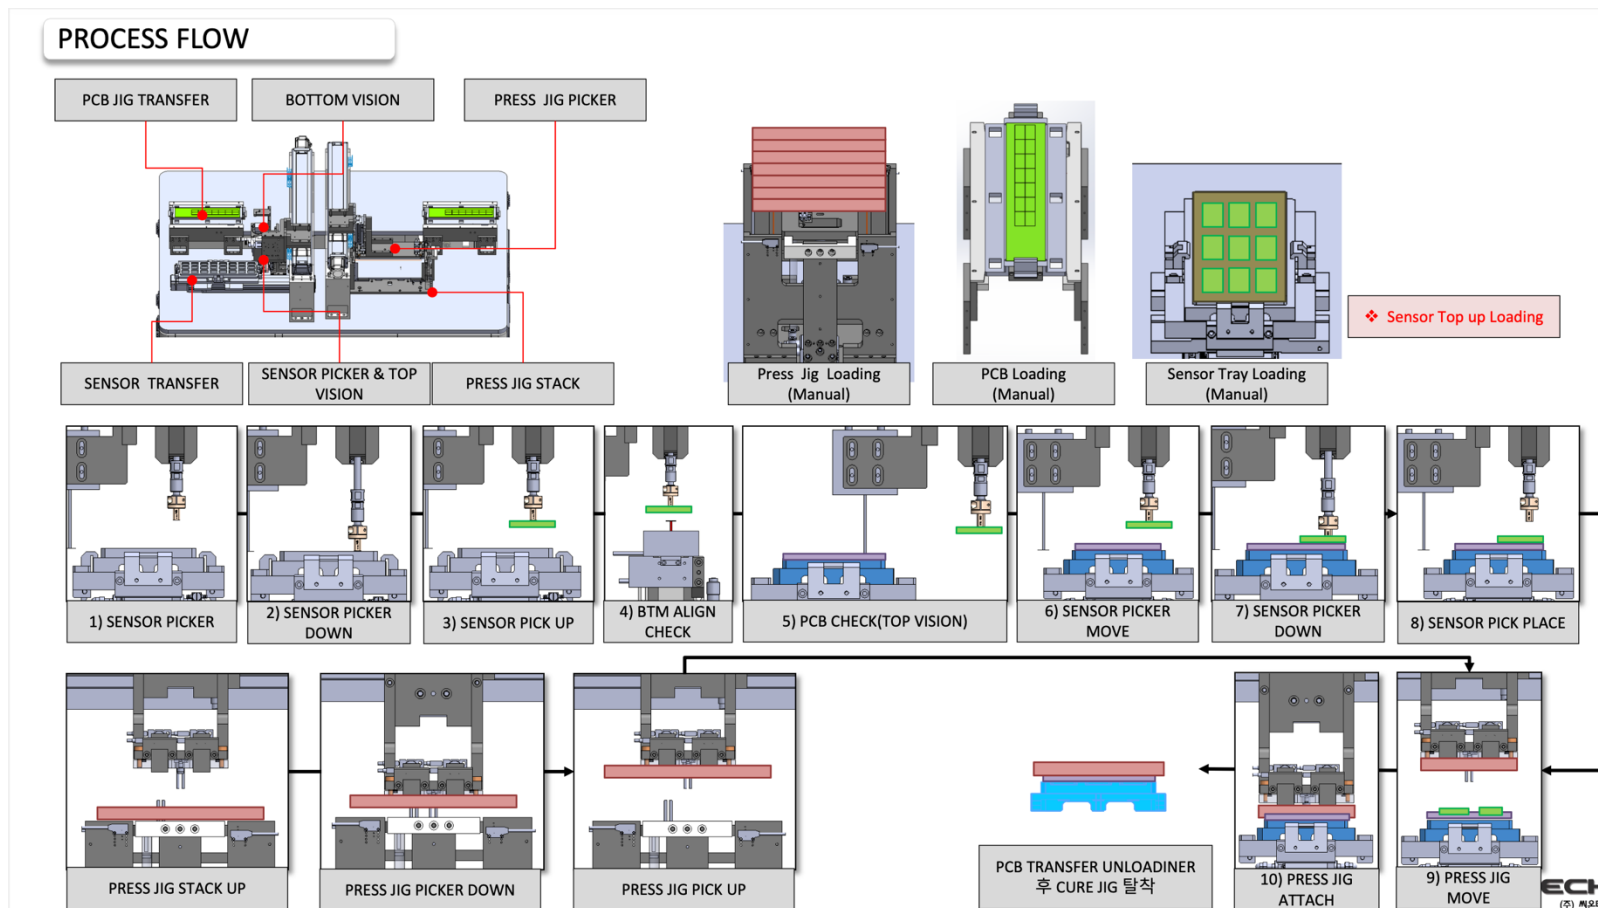 PROCESS FLOW
PCB JIG TRANSFER
BOTTOM VISION
PRESS JIG PICKER
❖ Sensor Top up Loading
SENSOR TRANSFER
SENSOR PICKER & TOP
VISION
PRESS JIG STACK
Press Jig Loading
(Manual)
PCB Loading
(Manual)
Sensor Tray Loading
(Manual)
1) SENSOR PICKER
2) SENSOR PICKER
DOWN
3) SENSOR PICK UP
4) BTM ALIGN
CHECK
5) PCB CHECK(TOP VISION)
6) SENSOR PICKER
MOVE
7) SENSOR PICKER
DOWN
8) SENSOR PICK PLACE
PRESS JIG STACK UP
PRESS JIG PICKER DOWN
PRESS JIG PICK UP
PCB TRANSFER UNLOADINER
후 CURE JIG 탈착
10) PRESS JIG
ATTACH
9) PRESS JIG
MOVE
ECH
(주)